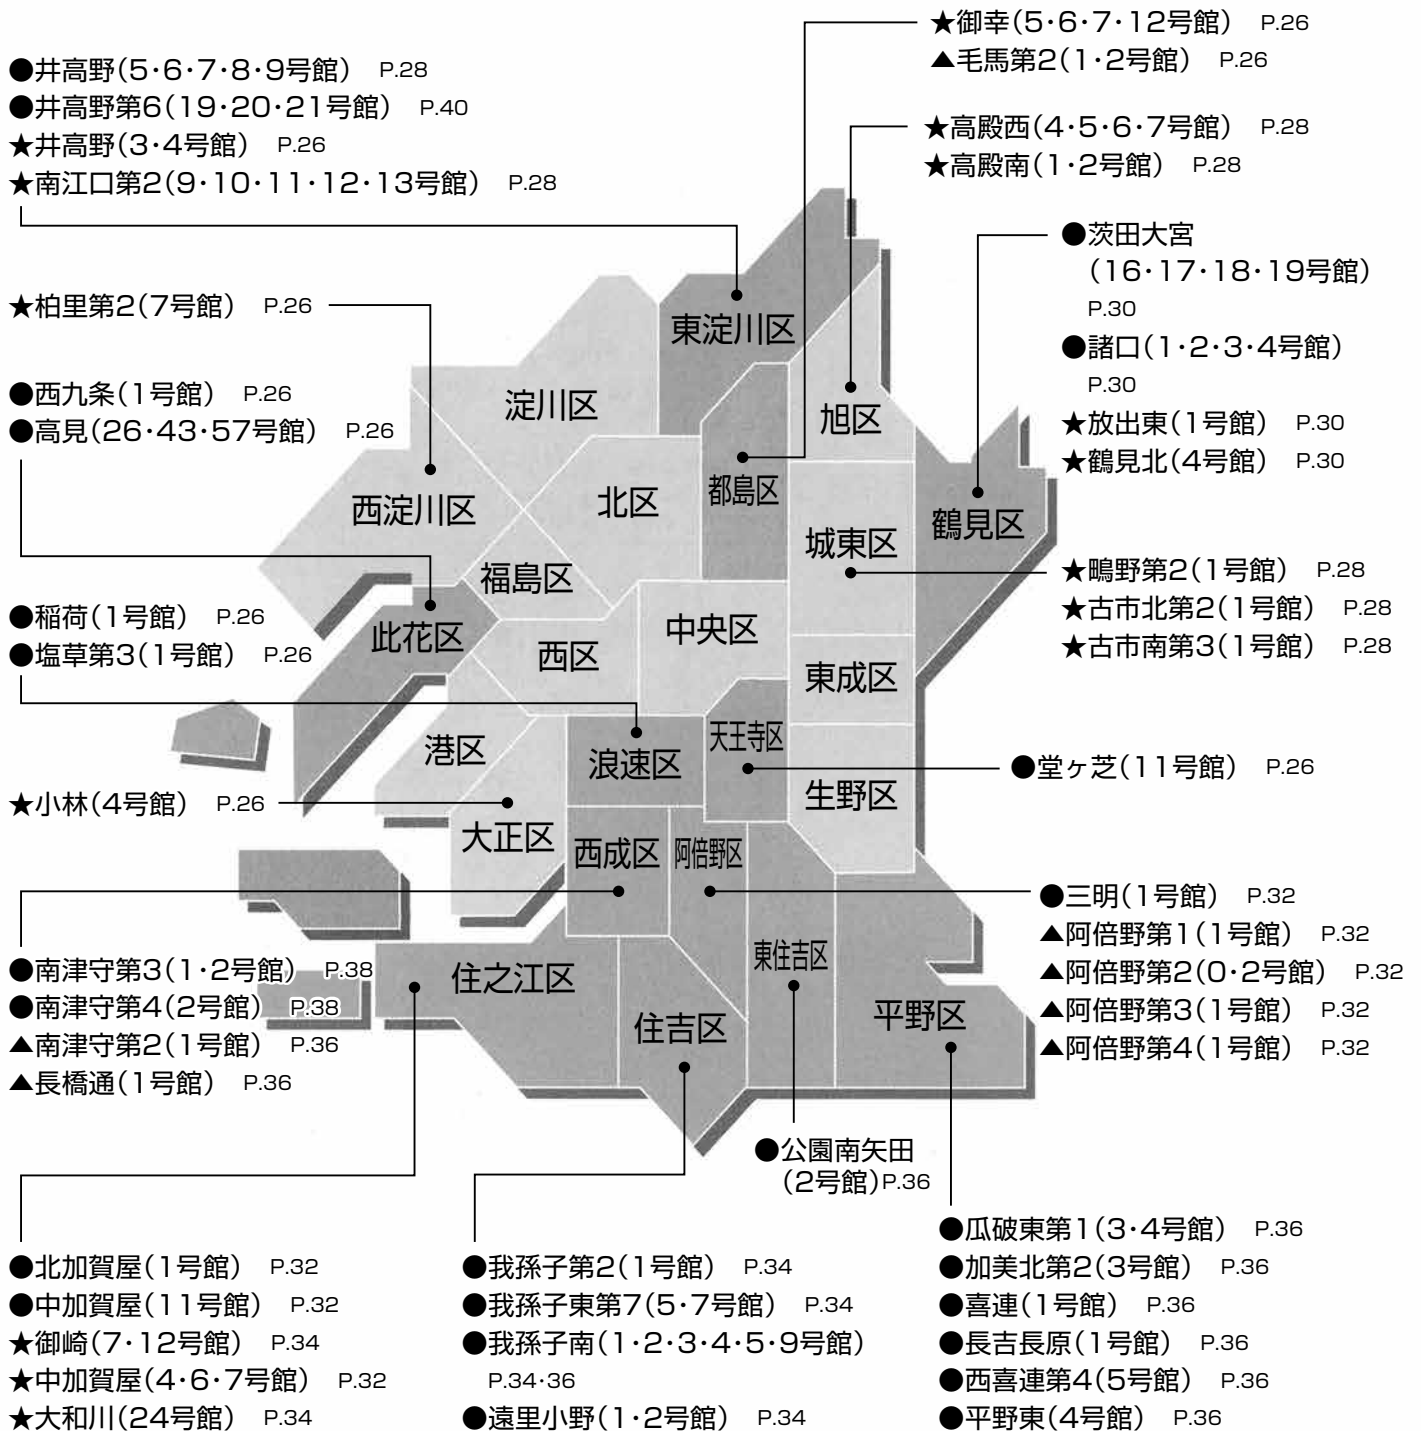 ●井高野(5・6・7・8・9号館) P.28
●井高野第6(19・20・21号館) P.40
★井高野(3・4号館) P.26
★南江口第2(9・10・11・12・13号館) P.28
★御幸(5・6・7・12号館) P.26
▲毛馬第2(1・2号館) P.26
★高殿西(4・5・6・7号館) P.28
★高殿南(1・2号館) P.28
●茨田大宮
(16・17・18・19号館)
P.30
●諸口(1・2・3・4号館)
P.30
★放出東(1号館) P.30
★鶴見北(4号館) P.30
★柏里第2(7号館) P.26
●西九条(1号館) P.26
●高見(26・43・57号館) P.26
★鴫野第2(1号館) P.28
★古市北第2(1号館) P.28
★古市南第3(1号館) P.28
●稲荷(1号館) P.26
●塩草第3(1号館) P.26
●堂ヶ芝(11号館) P.26
★小林(4号館) P.26
東淀川区
淀川区
旭区
西淀川区
北区
都島区
城東区
鶴見区
福島区
此花区
西区
中央区
東成区
港区
浪速区
天王寺区
生野区
大正区
西成区
阿倍野区
住之江区
住吉区
東住吉区
平野区
●三明(1号館) P.32
▲阿倍野第1(1号館) P.32
▲阿倍野第2(0・2号館) P.32
▲阿倍野第3(1号館) P.32
▲阿倍野第4(1号館) P.32
●南津守第3(1・2号館) P.38
●南津守第4(2号館) P.38
▲南津守第2(1号館) P.36
▲長橋通(1号館) P.36
●公園南矢田
(2号館)P.36
●北加賀屋(1号館) P.32
●中加賀屋(11号館) P.32
★御崎(7・12号館) P.34
★中加賀屋(4・6・7号館) P.32
★大和川(24号館) P.34
●我孫子第2(1号館) P.34
●我孫子東第7(5・7号館) P.34
●我孫子南(1・2・3・4・5・9号館)
P.34・36
●遠里小野(1・2号館) P.34
●瓜破東第1(3・4号館) P.36
●加美北第2(3号館) P.36
●喜連(1号館) P.36
●長吉長原(1号館) P.36
●西喜連第4(5号館) P.36
●平野東(4号館) P.36